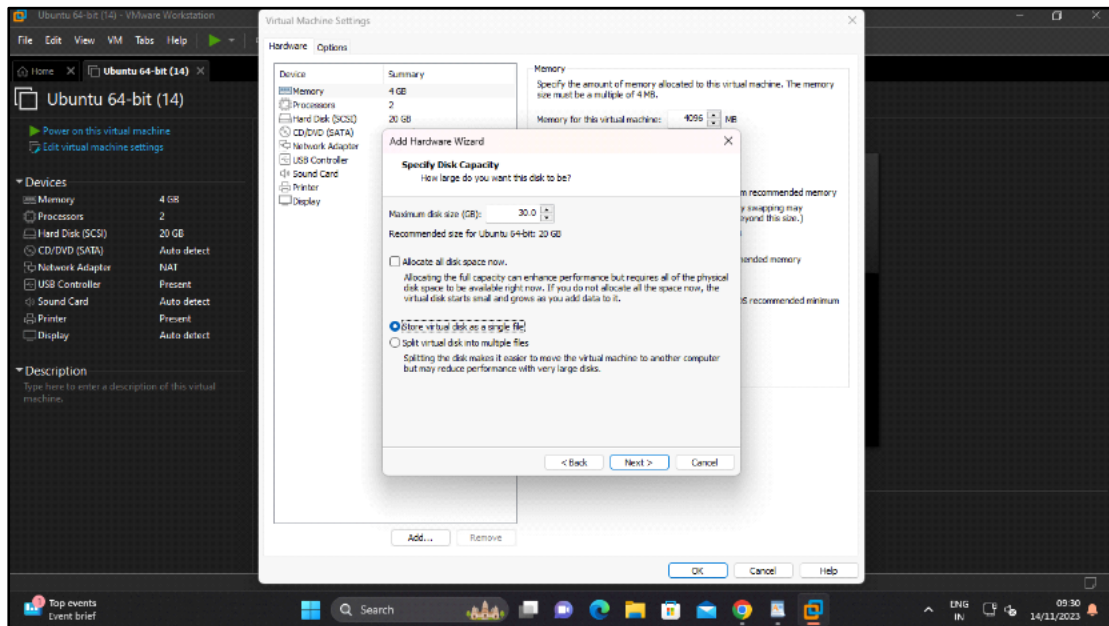 Ubuntu 64-bit (14) - VMware Workstation
File Edit View VM Tabs Help
Home
Ubuntu 64-bit (14)
Ubuntu 64-bit (14)
Power on this virtual machine
Edit virtual machine settings
Devices
Memory 4 GB
Processors 2
Hard Disk (SCSI) 20 GB
CD/DVD (SATA) Auto detect
Network Adapter NAT
USB Controller Present
Sound Card Auto detect
Printer Present
Display Auto detect
Description
Type here to enter a description of this virtual
machine.
Virtual Machine Settings
Hardware Options
Device Summary
Memory 4 GB
Processors 2
Hard Disk (SCSI) 20 GB
CD/DVD (SATA)
Network Adapter
USB Controller
Sound Card
Printer
Display
Memory
Specify the amount of memory allocated to this virtual machine. The memory
size must be a multiple of 4 MB.
Memory for this virtual machine: 4096 MB
recommended memory
swapping may
this size.)
memory
recommended minimum
Add Hardware Wizard
Specify Disk Capacity
How large do you want this disk to be?
Maximum disk size (GB): 30.0
Recommended size for Ubuntu 64-bit: 20 GB
Allocate all disk space now.
Allocating the full capacity can enhance performance but requires all of the physical
disk space to be available right now. If you do not allocate all the space now, the
virtual disk starts small and grows as you add data to it.
Store virtual disk as a single file
Split virtual disk into multiple files
Splitting the disk makes it easier to move the virtual machine to another computer
but may reduce performance with very large disks.
< Back Next > Cancel
Add... Remove
OK Cancel Help
Top events
Event brief
Search
ENG
IN
09:30
14/11/2023